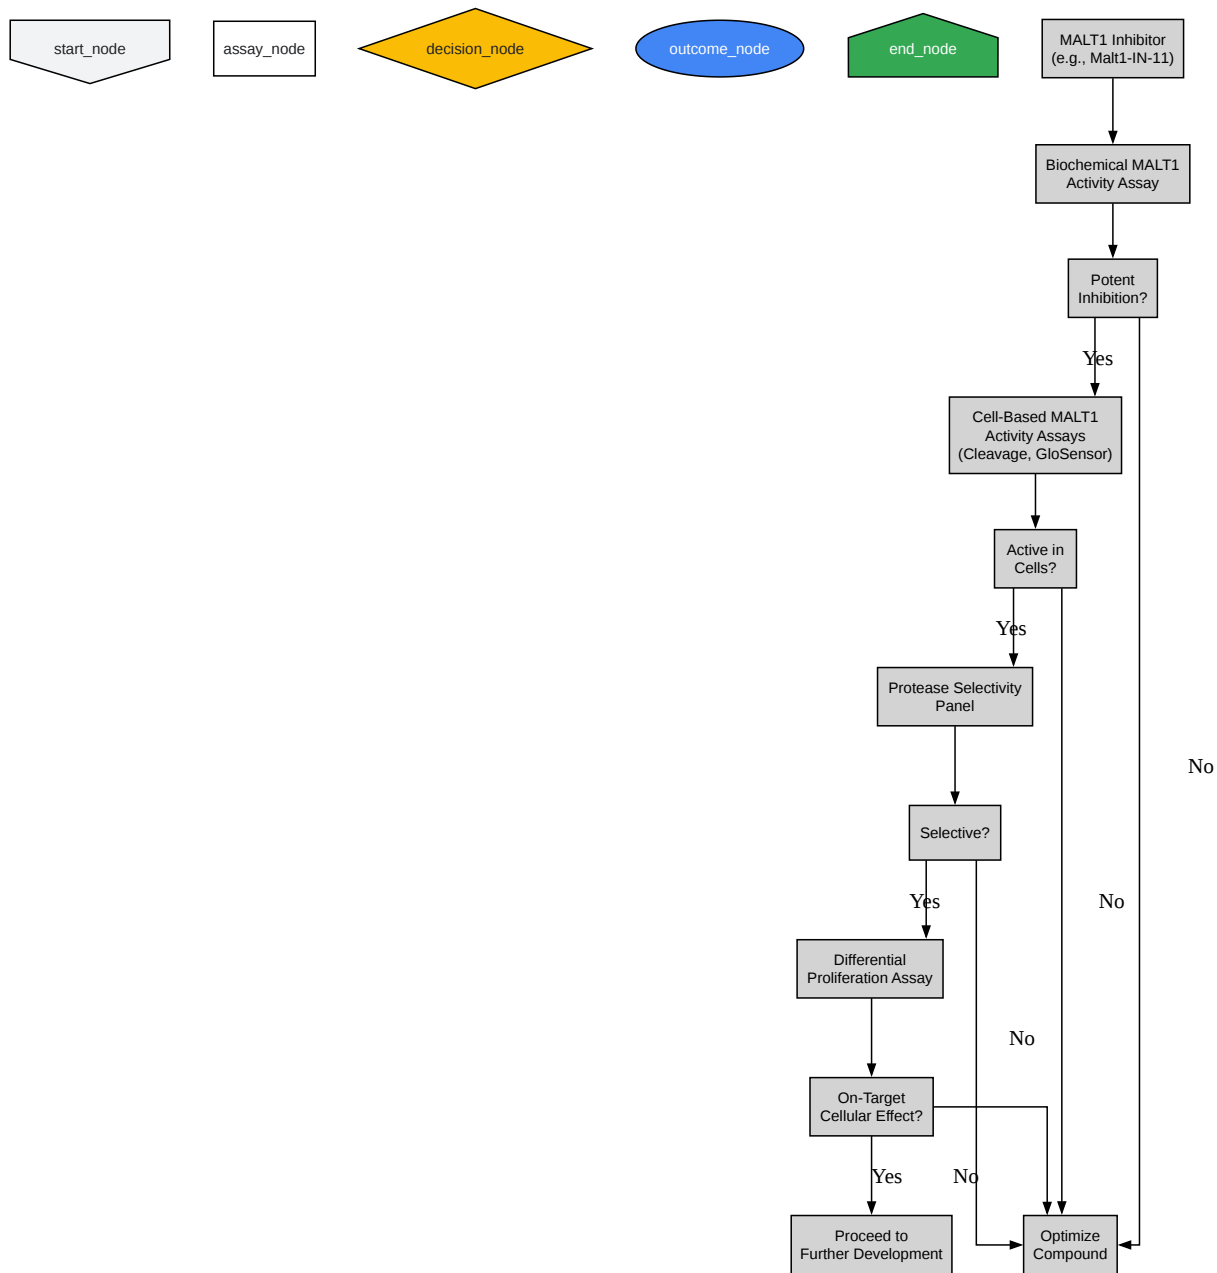 start_node
assay_node
decision_node
outcome_node
end_node
MALT1 Inhibitor
(e.g., Malt1-IN-11)
Biochemical MALT1
Activity Assay
Potent
Inhibition?
Yes
Cell-Based MALT1
Activity Assays
(Cleavage, GloSensor)
Active in
Cells?
Yes
Protease Selectivity
Panel
No
Selective?
Yes
No
Differential
Proliferation Assay
No
On-Target
Cellular Effect?
Yes
No
Proceed to
Further Development
Optimize
Compound